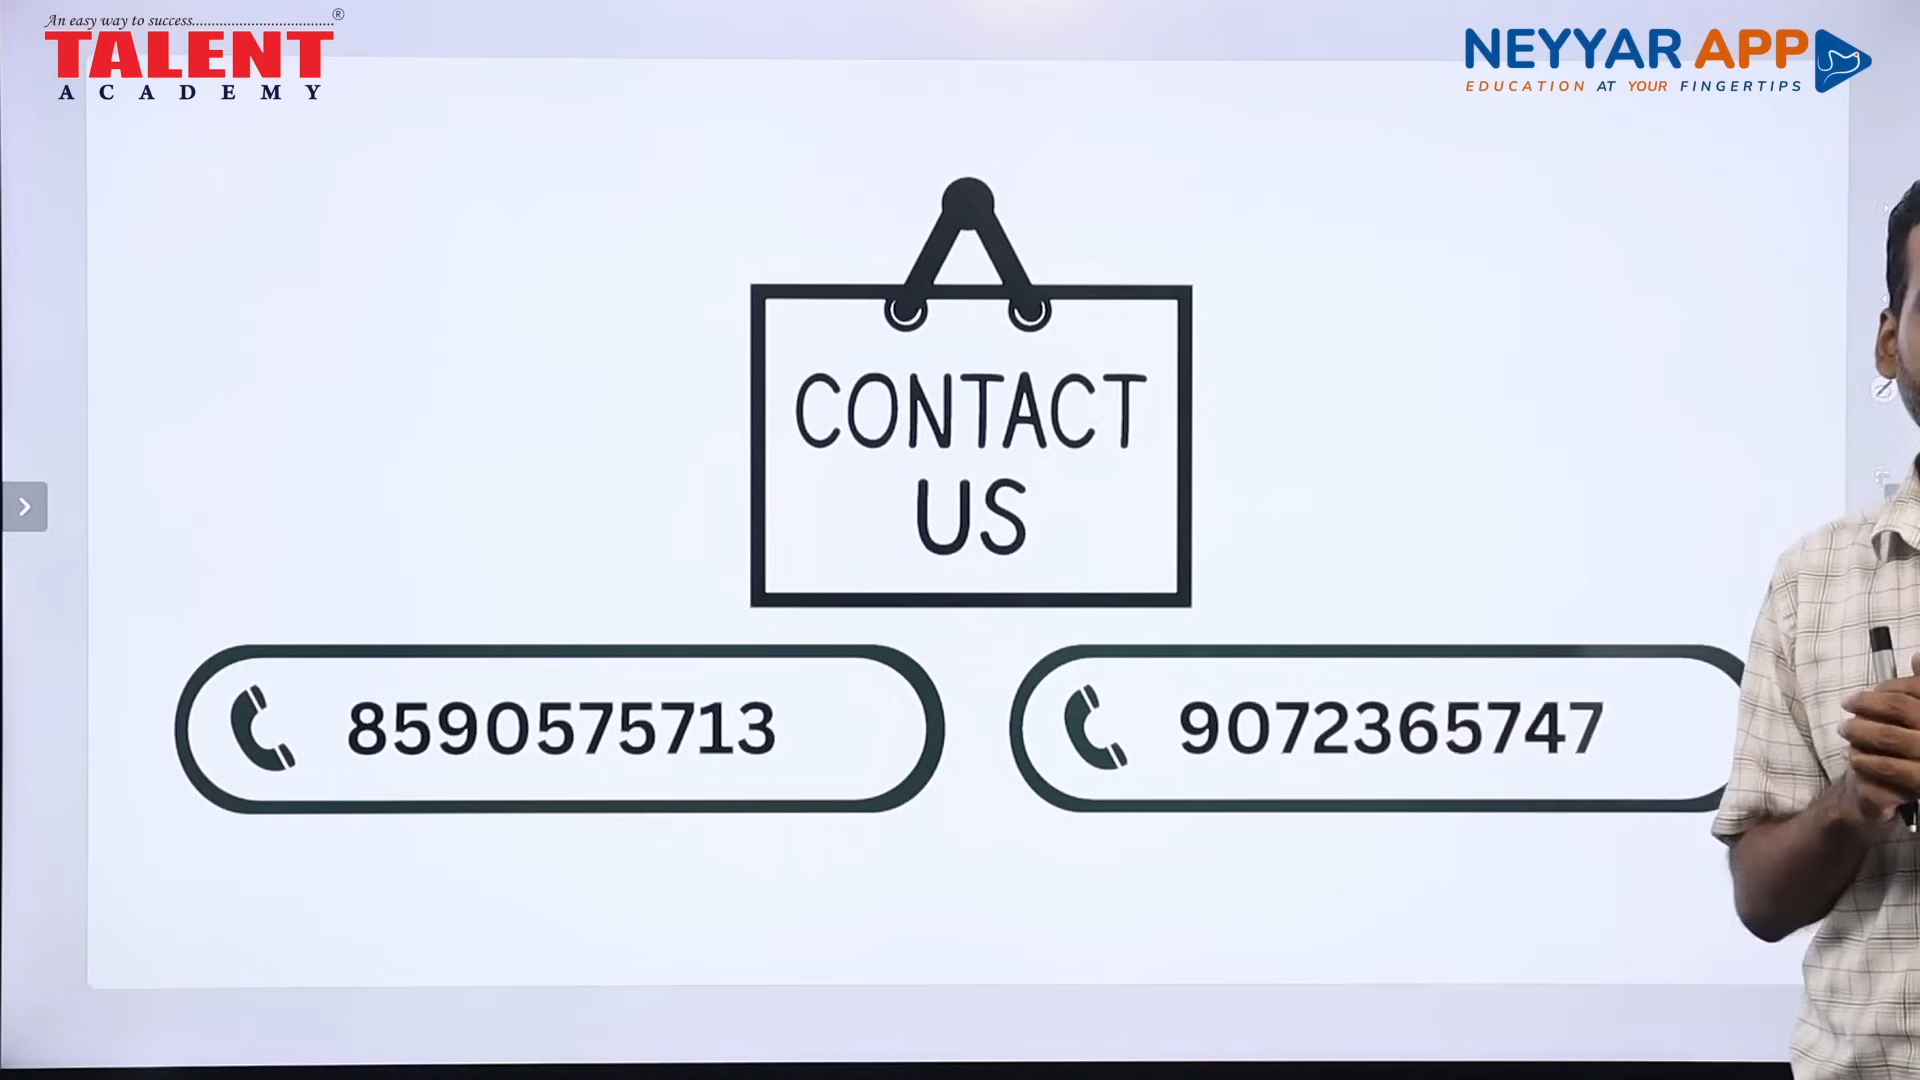 An easy way to success....................................®
TALENT
ACADEMY
NEYYAR APP
EDUCATION AT YOUR FINGERTIPS
CONTACT
US
8590575713
9072365747